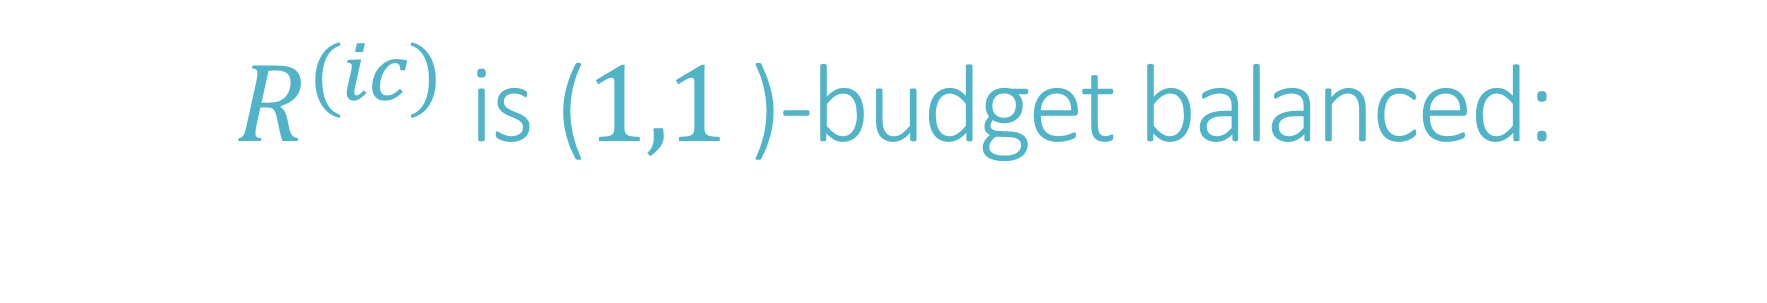 R^(ic) is (1,1 )-budget balanced: